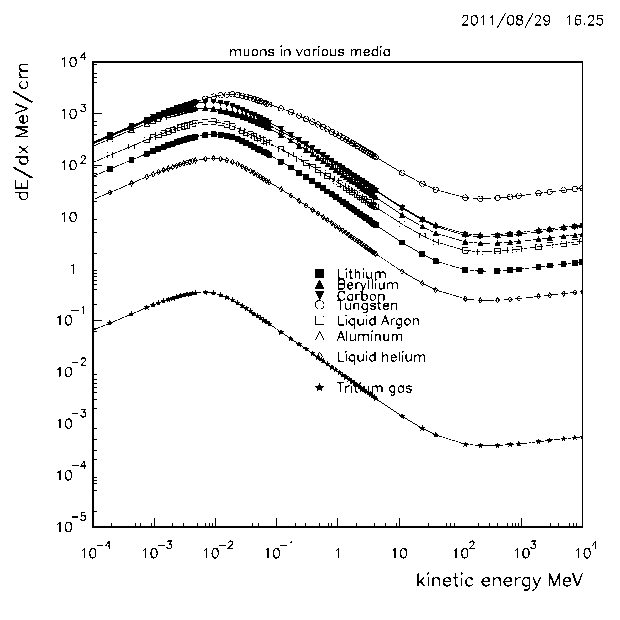 2011/08/29 16.25
muons in various media
dE/dx MeV/cm
10^4
10^3
10^2
10
1
10^-1
10^-2
10^-3
10^-4
10^-5
Lithium
Beryllium
Carbon
Tungsten
Liquid Argon
Aluminum
Liquid helium
Tritium gas
10^-4 10^-3 10^-2 10^-1 1 10 10^2 10^3 10^4
kinetic energy MeV